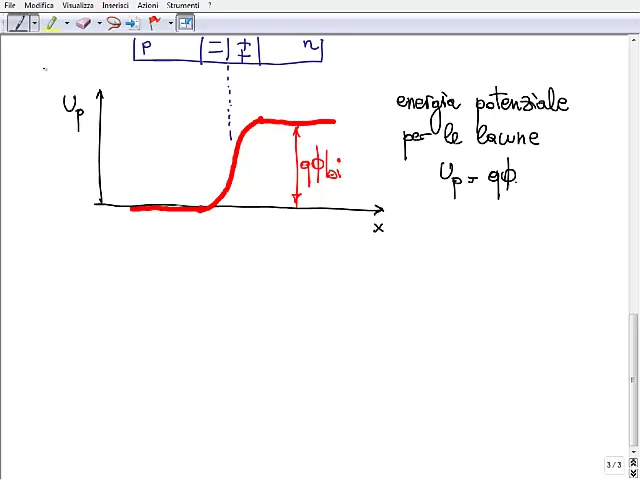 File Modifica Visualizza Inserisci Azioni Strumenti ?
p = + n
Up
energia potenziale
per le lacune
Up = qϕ
qϕbi
x
3 / 3